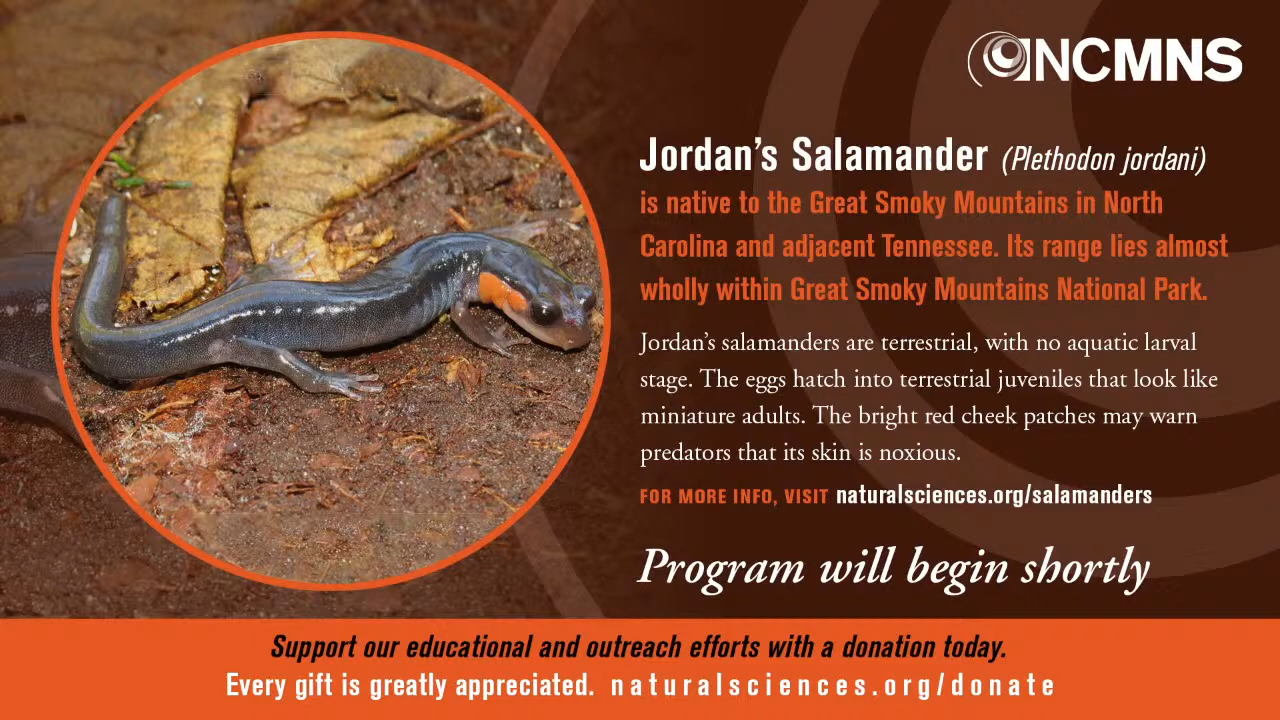 NCMNS
Jordan's Salamander (Plethodon jordani)
is native to the Great Smoky Mountains in North
Carolina and adjacent Tennessee. Its range lies almost
wholly within Great Smoky Mountains National Park.
Jordan's salamanders are terrestrial, with no aquatic larval
stage. The eggs hatch into terrestrial juveniles that look like
miniature adults. The bright red cheek patches may warn
predators that its skin is noxious.
FOR MORE INFO, VISIT naturalsciences.org/salamanders
Program will begin shortly
Support our educational and outreach efforts with a donation today.
Every gift is greatly appreciated. naturalsciences.org/donate